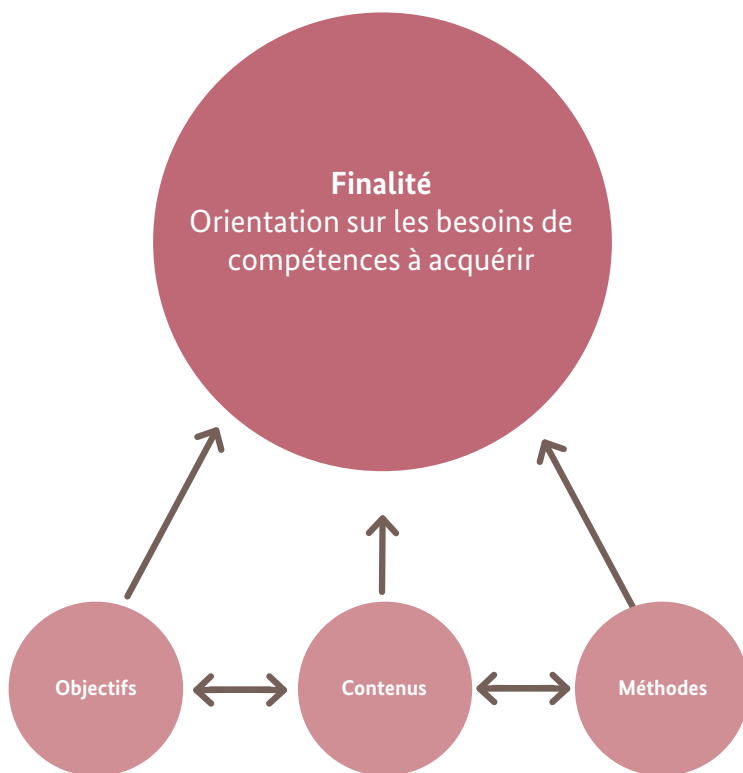 Finalité
Orientation sur les besoins de
compétences à acquérir
Objectifs
Contenus
Méthodes